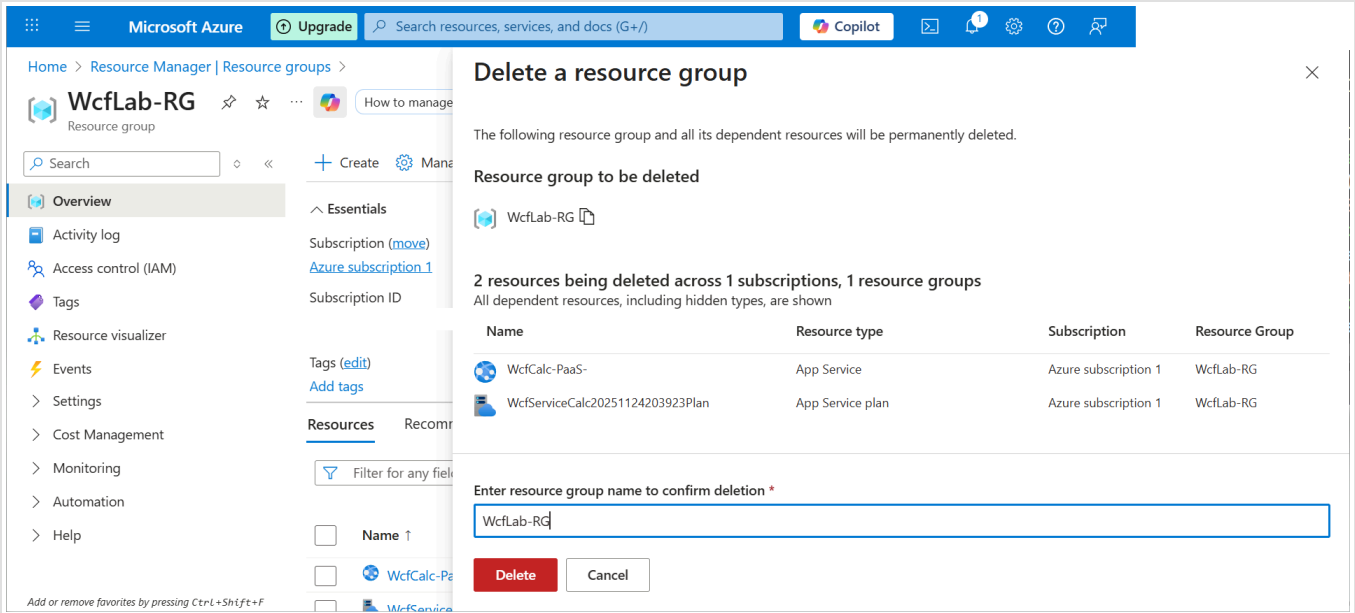 Microsoft Azure
Upgrade
Search resources, services, and docs (G+/)
Copilot
1
Home > Resource Manager | Resource groups >
WcfLab-RG
Resource group
How to manage
Search
Overview
Activity log
Access control (IAM)
Tags
Resource visualizer
Events
Settings
Cost Management
Monitoring
Automation
Help
Add or remove favorites by pressing Ctrl+Shift+F
Create
Mana
Essentials
Subscription (move)
Azure subscription 1
Subscription ID
Tags (edit)
Add tags
Resources Recomr
Filter for any field
Name ↑
WcfCalc-Pa
WcfService
Delete a resource group
The following resource group and all its dependent resources will be permanently deleted.
Resource group to be deleted
WcfLab-RG
2 resources being deleted across 1 subscriptions, 1 resource groups
All dependent resources, including hidden types, are shown
Name Resource type Subscription Resource Group
WcfCalc-PaaS- App Service Azure subscription 1 WcfLab-RG
WcfServiceCalc20251124203923Plan App Service plan Azure subscription 1 WcfLab-RG
Enter resource group name to confirm deletion *
WcfLab-RG
Delete Cancel